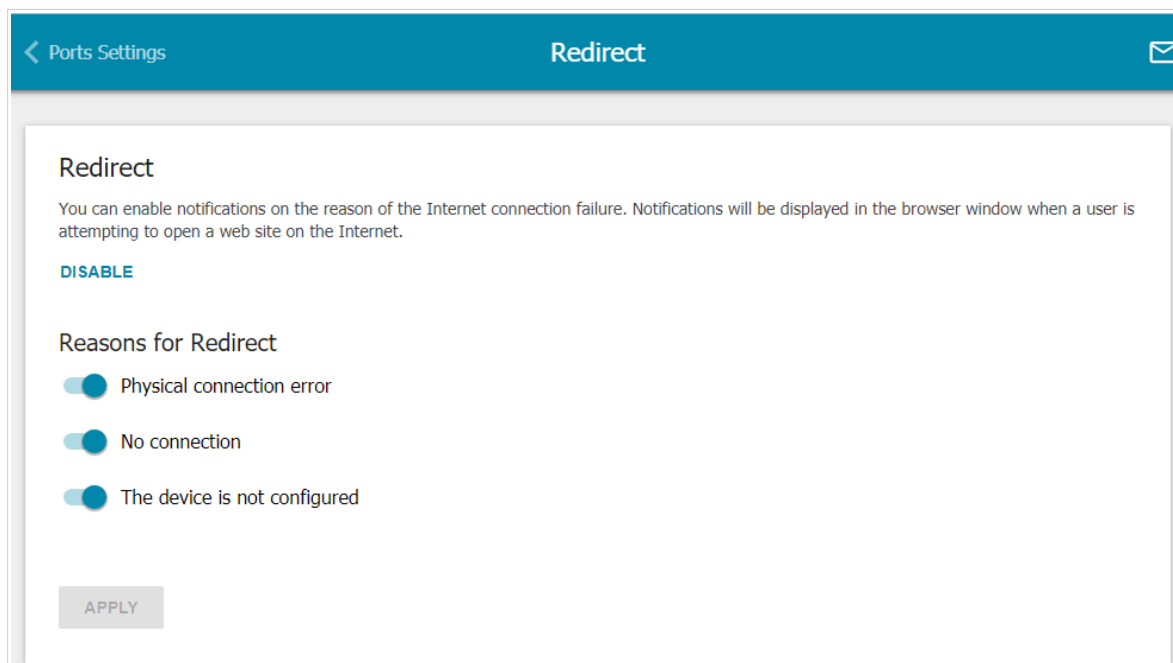 Ports Settings
Redirect
Redirect
You can enable notifications on the reason of the Internet connection failure. Notifications will be displayed in the browser window when a user is
attempting to open a web site on the Internet.
DISABLE
Reasons for Redirect
Physical connection error
No connection
The device is not configured
APPLY